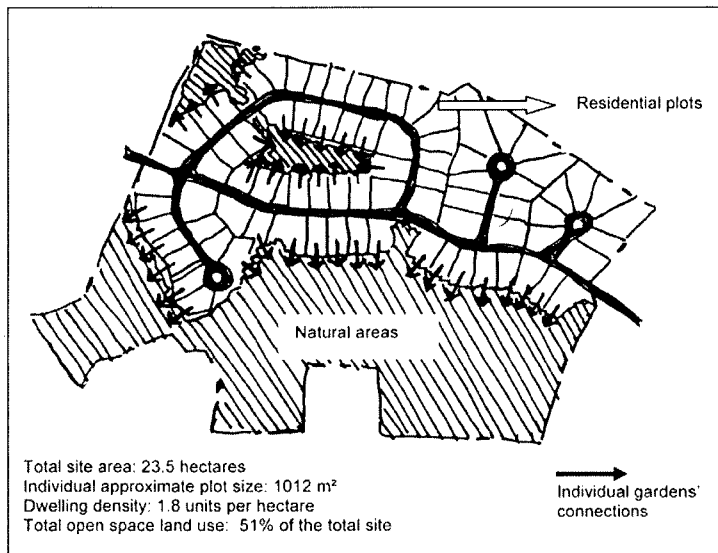 Residential plots
Natural areas
Total site area: 23.5 hectares
Individual approximate plot size: 1012 m²
Dwelling density: 1.8 units per hectare
Total open space land use: 51% of the total site
Individual gardens'
connections